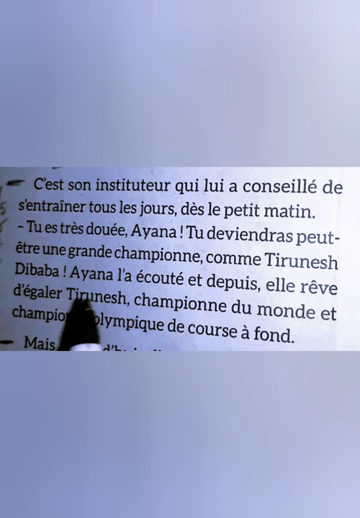 C'est son instituteur qui lui a conseillé de
s'entraîner tous les jours, dès le petit matin.
– Tu es très douée, Ayana ! Tu deviendras peut-
être une grande championne, comme Tirunesh
Dibaba ! Ayana l'a écouté et depuis, elle rêve
d'égaler Tirunesh, championne du monde et
olympique de course à fond.
Mais